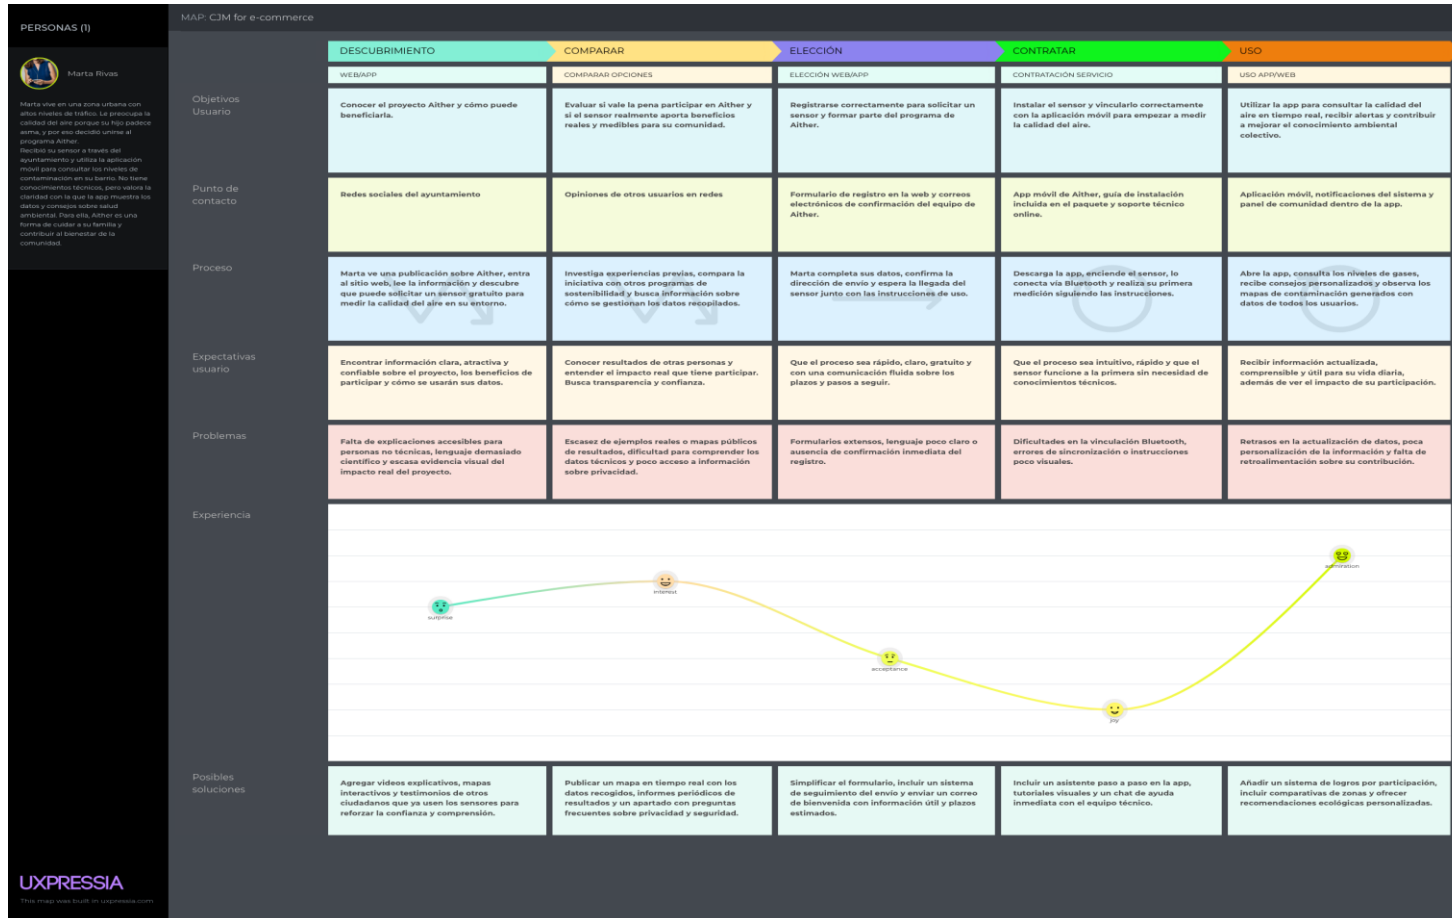 PERSONAS (1)
Marta Rivas
Marta vive en una zona urbana con
altos niveles de tráfico. Le preocupa la
calidad del aire porque su hijo padece
asma, y por eso decidió unirse al
programa Aither.
Recibió su sensor a través del
ayuntamiento y utiliza la aplicación
móvil para consultar los niveles de
contaminación en su barrio. No tiene
conocimientos técnicos, pero valora la
claridad con la que la app muestra los
datos y consejos sobre salud
ambiental. Para ella, Aither es una
forma de cuidar a su familia y
contribuir al bienestar de la
comunidad.
UXPRESSIA
This map was built in uxpressia.com
MAP: CJM for e-commerce
DESCUBRIMIENTO
COMPARAR
ELECCIÓN
CONTRATAR
USO
WEB/APP
COMPARAR OPCIONES
ELECCIÓN WEB/APP
CONTRATACIÓN SERVICIO
USO APP/WEB
Objetivos
Usuario
Conocer el proyecto Aither y cómo puede
beneficiarla.
Evaluar si vale la pena participar en Aither y
si el sensor realmente aporta beneficios
reales y medibles para su comunidad.
Registrarse correctamente para solicitar un
sensor y formar parte del programa de
Aither.
Instalar el sensor y vincularlo correctamente
con la aplicación móvil para empezar a medir
la calidad del aire.
Utilizar la app para consultar la calidad del
aire en tiempo real, recibir alertas y contribuir
a mejorar el conocimiento ambiental
colectivo.
Punto de
contacto
Redes sociales del ayuntamiento
Opiniones de otros usuarios en redes
Formulario de registro en la web y correos
electrónicos de confirmación del equipo de
Aither.
App móvil de Aither, guía de instalación
incluida en el paquete y soporte técnico
online.
Aplicación móvil, notificaciones del sistema y
panel de comunidad dentro de la app.
Proceso
Marta ve una publicación sobre Aither, entra
al sitio web, lee la información y descubre
que puede solicitar un sensor gratuito para
medir la calidad del aire en su entorno.
Investiga experiencias previas, compara la
iniciativa con otros programas de
sostenibilidad y busca información sobre
cómo se gestionan los datos recopilados.
Marta completa sus datos, confirma la
dirección de envío y espera la llegada del
sensor junto con las instrucciones de uso.
Descarga la app, enciende el sensor, lo
conecta vía Bluetooth y realiza su primera
medición siguiendo las instrucciones.
Abre la app, consulta los niveles de gases,
recibe consejos personalizados y observa los
mapas de contaminación generados con
datos de todos los usuarios.
Expectativas
usuario
Encontrar información clara, atractiva y
confiable sobre el proyecto, los beneficios de
participar y cómo se usarán sus datos.
Conocer resultados de otras personas y
entender el impacto real que tiene participar.
Busca transparencia y confianza.
Que el proceso sea rápido, claro, gratuito y
con una comunicación fluida sobre los
plazos y pasos a seguir.
Que el proceso sea intuitivo, rápido y que el
sensor funcione a la primera sin necesidad de
conocimientos técnicos.
Recibir información actualizada,
comprensible y útil para su vida diaria,
además de ver el impacto de su participación.
Problemas
Falta de explicaciones accesibles para
personas no técnicas, lenguaje demasiado
científico y escasa evidencia visual del
impacto real del proyecto.
Escasez de ejemplos reales o mapas públicos
de resultados, dificultad para comprender los
datos técnicos y poco acceso a información
sobre privacidad.
Formularios extensos, lenguaje poco claro o
ausencia de confirmación inmediata del
registro.
Dificultades en la vinculación Bluetooth,
errores de sincronización o instrucciones
poco visuales.
Retrasos en la actualización de datos, poca
personalización de la información y falta de
retroalimentación sobre su contribución.
Experiencia
surprise
interest
acceptance
joy
admiration
Posibles
soluciones
Agregar videos explicativos, mapas
interactivos y testimonios de otros
ciudadanos que ya usen los sensores para
reforzar la confianza y comprensión.
Publicar un mapa en tiempo real con los
datos recogidos, informes periódicos de
resultados y un apartado con preguntas
frecuentes sobre privacidad y seguridad.
Simplificar el formulario, incluir un sistema
de seguimiento del envío y enviar un correo
de bienvenida con información útil y plazos
estimados.
Incluir un asistente paso a paso en la app,
tutoriales visuales y un chat de ayuda
inmediata con el equipo técnico.
Añadir un sistema de logros por participación,
incluir comparativas de zonas y ofrecer
recomendaciones ecológicas personalizadas.